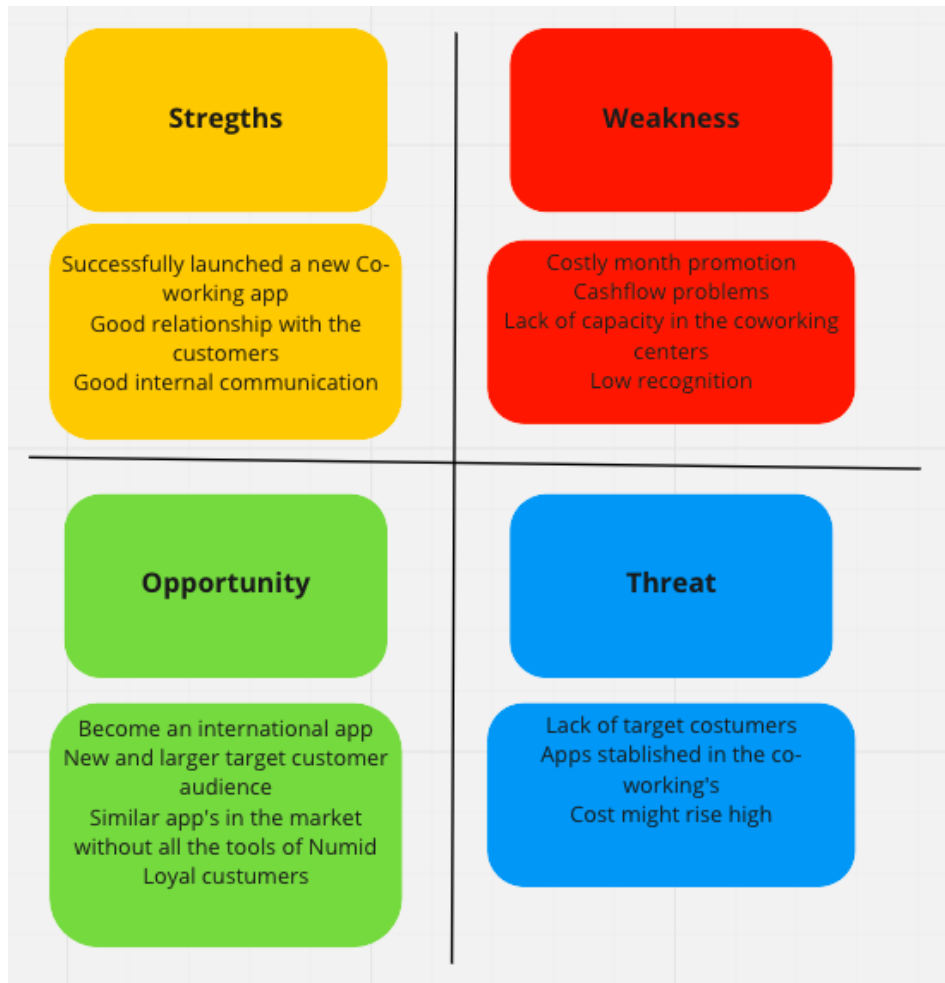 Stregths
Successfully launched a new Co-
working app
Good relationship with the
customers
Good internal communication
Weakness
Costly month promotion
Cashflow problems
Lack of capacity in the coworking
centers
Low recognition
Opportunity
Become an international app
New and larger target customer
audience
Similar app's in the market
without all the tools of Numid
Loyal custumers
Threat
Lack of target costumers
Apps stablished in the co-
working's
Cost might rise high